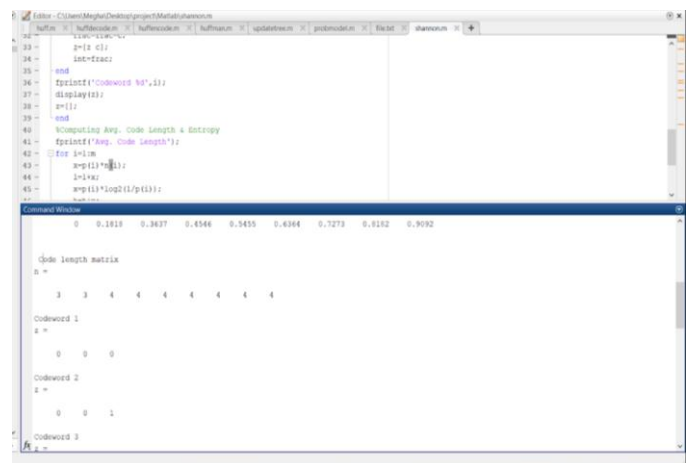 Editor - C:\Users\Megha\Desktop\project\Matlab\shannon.m
huff.m huffdecode.m huffencode.m huffman.m updatetree.m protomodel.m file.txt shannon.m
33 - z=[z c];
34 - int=frac;
35 - end
36 - fprintf('Codeword %d',i);
37 - display(z);
38 - z=[];
39 - end
40 %Computing Avg. Code Length & Entropy
41 - fprintf('Avg. Code Length');
42 - for i=1:m
43 - x=p(i)*n(i);
44 - l=l+x;
45 - x=p(i)*log2(1/p(i));
Command Window
0 0.1818 0.3637 0.4546 0.5455 0.6364 0.7273 0.8182 0.9092
Code length matrix
n =
3 3 4 4 4 4 4 4 4
Codeword 1
z =
0 0 0
Codeword 2
z =
0 0 1
Codeword 3
fx z =